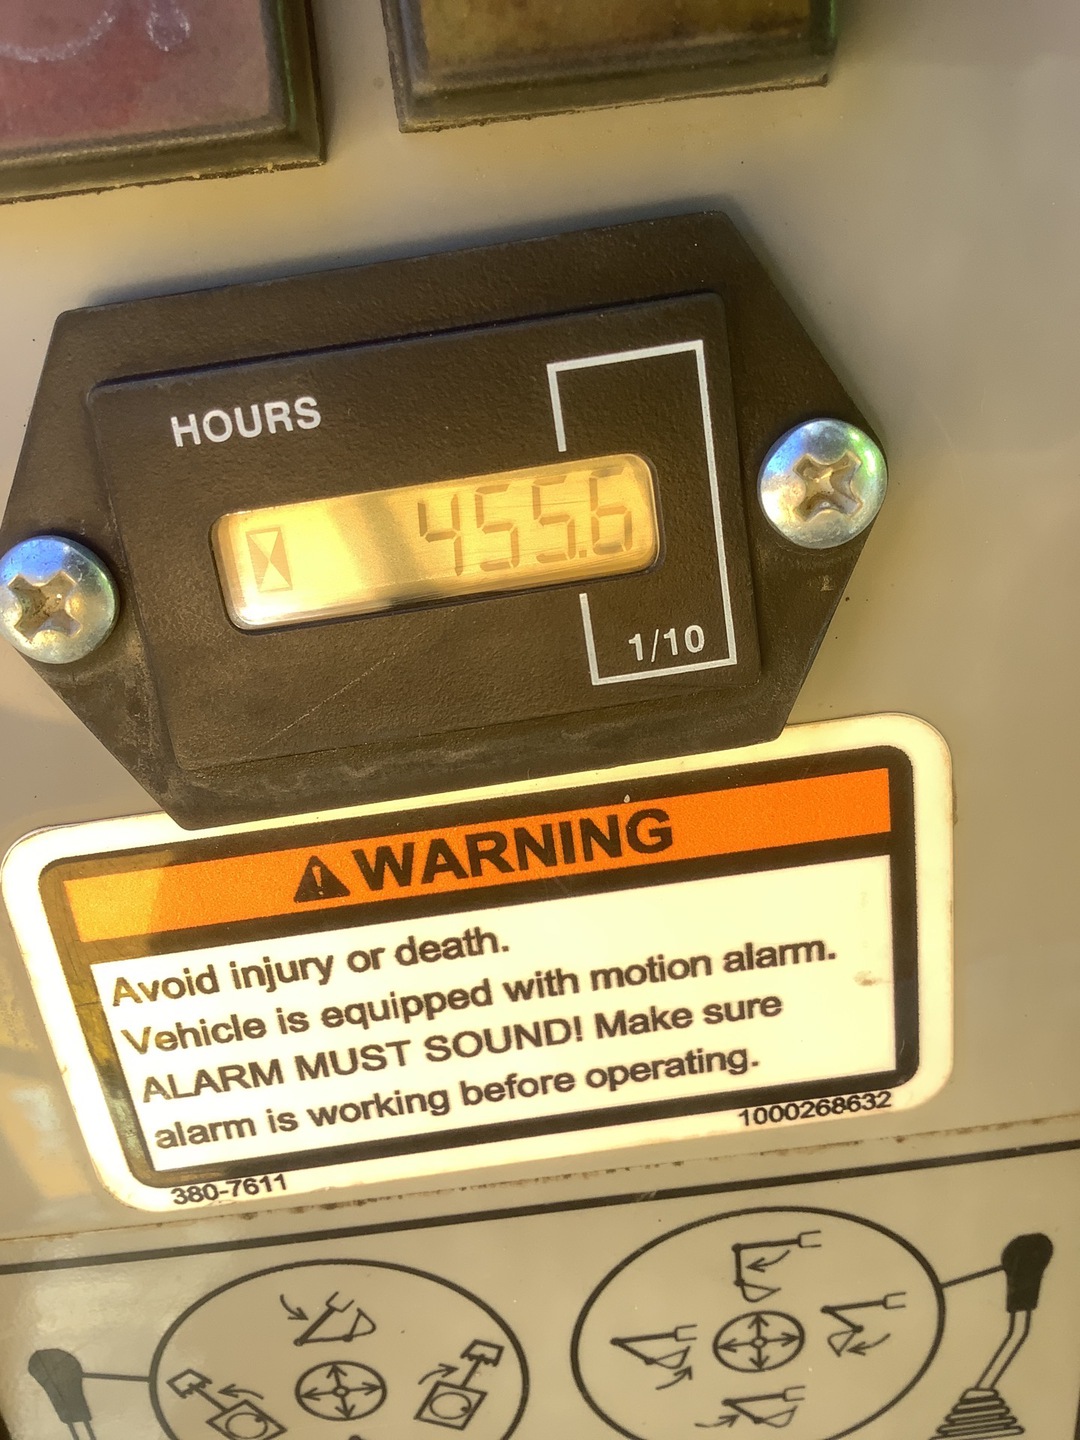 HOURS
455.6
1/10
WARNING
Avoid injury or death.
Vehicle is equipped with motion alarm.
ALARM MUST SOUND! Make sure
alarm is working before operating.
380-7611
1000268632